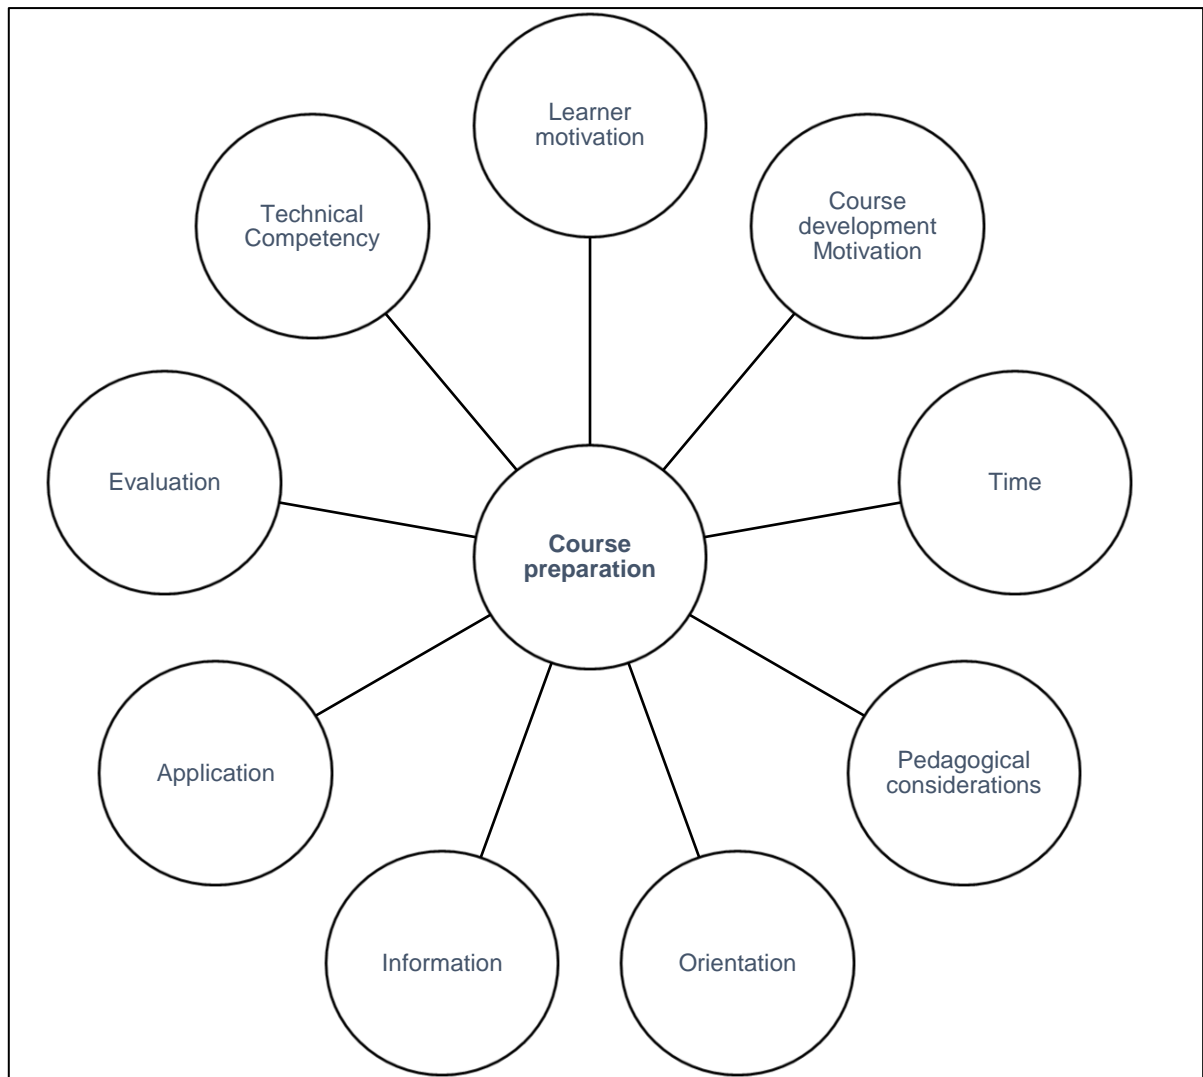 Learner
motivation
Technical
Competency
Course
development
Motivation
Evaluation
Time
Course
preparation
Application
Pedagogical
considerations
Information
Orientation